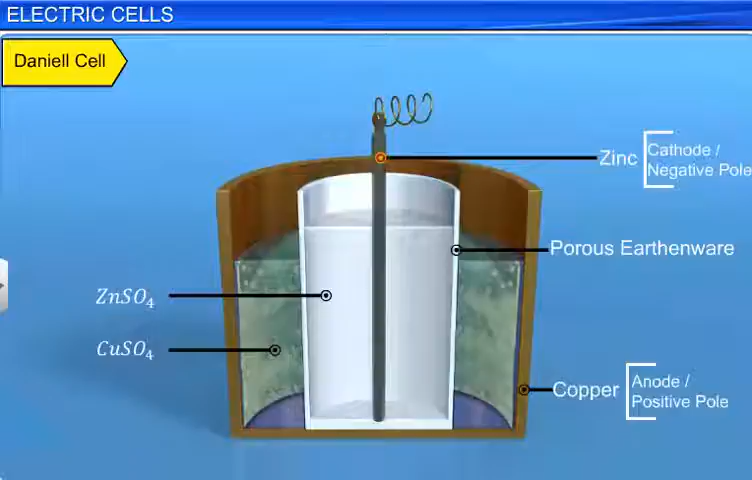 ELECTRIC CELLS
Daniell Cell
Zinc
Cathode /
Negative Pole
Porous Earthenware
ZnSO₄
CuSO₄
Copper
Anode /
Positive Pole